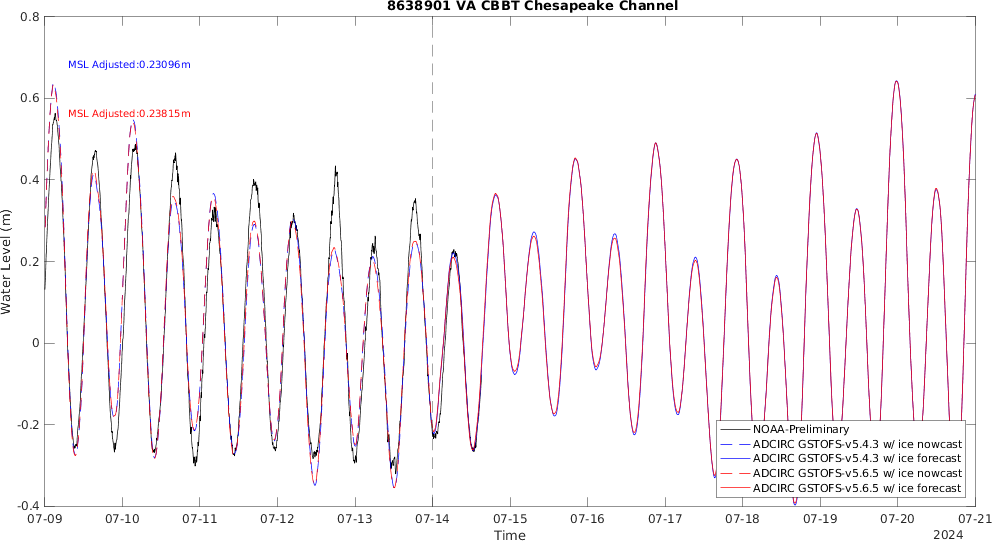 8638901 VA CBBT Chesapeake Channel
MSL Adjusted:0.23096m
MSL Adjusted:0.23815m
Water Level (m)
0.8
0.6
0.4
0.2
0
-0.2
-0.4
NOAA-Preliminary
ADCIRC GSTOFS-v5.4.3 w/ ice nowcast
ADCIRC GSTOFS-v5.4.3 w/ ice forecast
ADCIRC GSTOFS-v5.6.5 w/ ice nowcast
ADCIRC GSTOFS-v5.6.5 w/ ice forecast
07-09 07-10 07-11 07-12 07-13 07-14 07-15 07-16 07-17 07-18 07-19 07-20 07-21
Time
2024